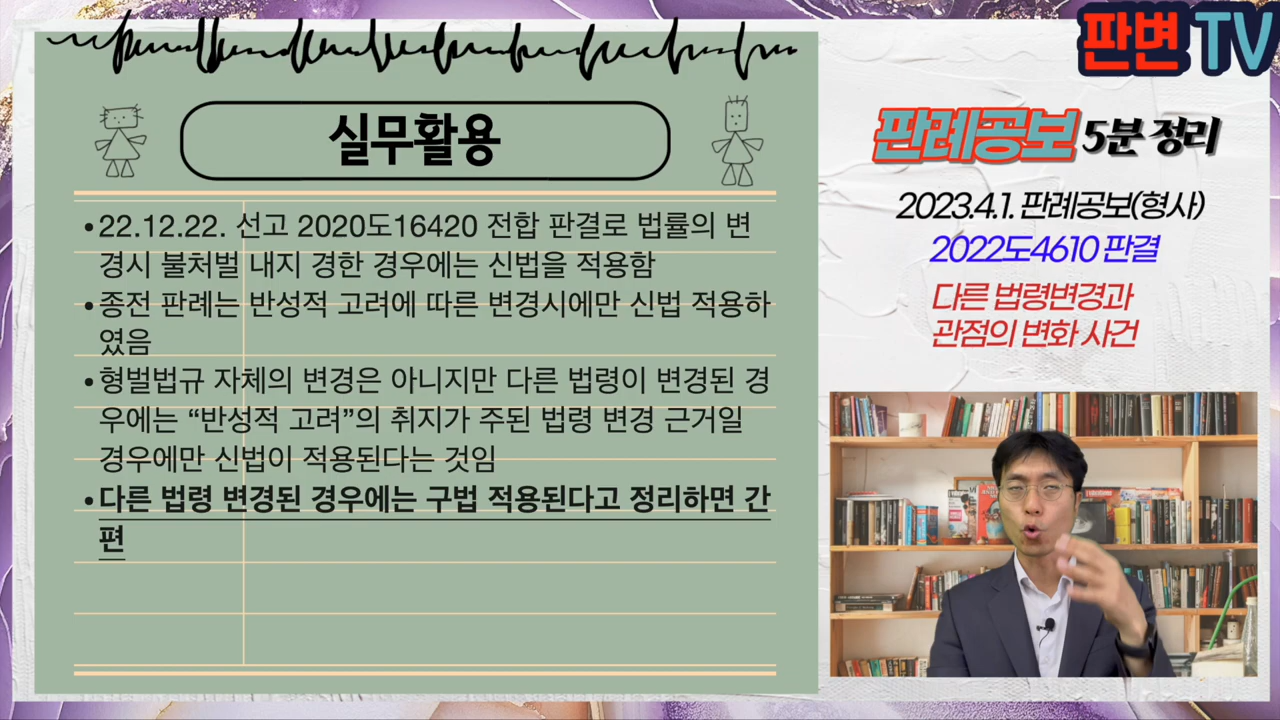 판변 TV
실무활용
•22.12.22. 선고 2020도16420 전합 판결로 법률의 변
경시 불처벌 내지 경한 경우에는 신법을 적용함
•종전 판례는 반성적 고려에 따른 변경시에만 신법 적용하
였음
•형벌법규 자체의 변경은 아니지만 다른 법령이 변경된 경
우에는 “반성적 고려”의 취지가 주된 법령 변경 근거일
경우에만 신법이 적용된다는 것임
•다른 법령 변경된 경우에는 구법 적용된다고 정리하면 간
편
판례공보 5분 정리
2023.4.1. 판례공보(형사)
2022도4610 판결
다른 법령변경과
관점의 변화 사건